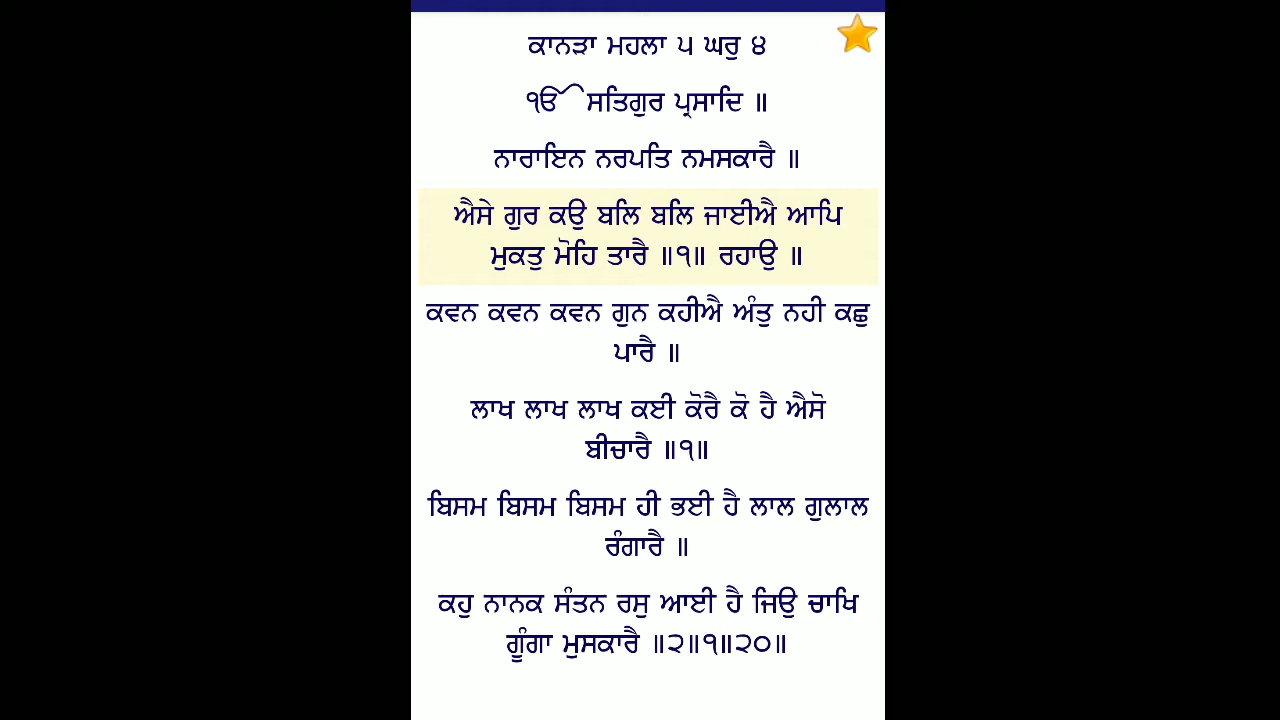 ਕਾਨੜਾ ਮਹਲਾ ੫ ਘਰੁ ੪
ੴ ਸਤਿਗੁਰ ਪ੍ਰਸਾਦਿ ॥
ਨਾਰਾਇਨ ਨਰਪਤਿ ਨਮਸਕਾਰੈ ॥
ਐਸੇ ਗੁਰ ਕਉ ਬਲਿ ਬਲਿ ਜਾਈਐ ਆਪਿ
ਮੁਕਤੁ ਮੋਹਿ ਤਾਰੈ ॥੧॥ ਰਹਾਉ ॥
ਕਵਨ ਕਵਨ ਕਵਨ ਗੁਨ ਕਹੀਐ ਅੰਤੁ ਨਹੀ ਕਛੁ
ਪਾਰੈ ॥
ਲਾਖ ਲਾਖ ਲਾਖ ਕਈ ਕੋਰੈ ਕੋ ਹੈ ਐਸੋ
ਬੀਚਾਰੈ ॥੧॥
ਬਿਸਮ ਬਿਸਮ ਬਿਸਮ ਹੀ ਭਈ ਹੈ ਲਾਲ ਗੁਲਾਲ
ਰੰਗਾਰੈ ॥
ਕਹੁ ਨਾਨਕ ਸੰਤਨ ਰਸੁ ਆਈ ਹੈ ਜਿਉ ਚਾਖਿ
ਗੂੰਗਾ ਮੁਸਕਾਰੈ ॥੨॥੧॥੨੦॥